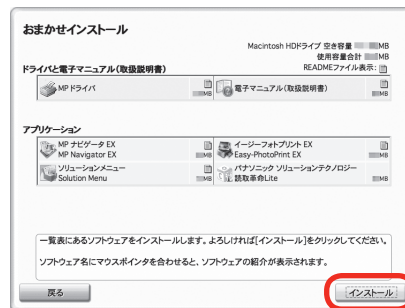 おまかせインストール
Macintosh HDドライブ 空き容量 MB
使用容量合計 MB
ドライバと電子マニュアル(取扱説明書)
READMEファイル表示:
MP ドライバ
MB
電子マニュアル(取扱説明書)
MB
アプリケーション
MP ナビゲータ EX
MP Navigator EX
MB
イージーフォトプリント EX
Easy-PhotoPrint EX
MB
ソリューションメニュー
Solution Menu
MB
パナソニック ソリューションテクノロジー
読取革命Lite
MB
一覧表にあるソフトウェアをインストールします。よろしければ[インストール]をクリックしてください。
ソフトウェア名にマウスポインタを合わせると、ソフトウェアの紹介が表示されます。
戻る
インストール